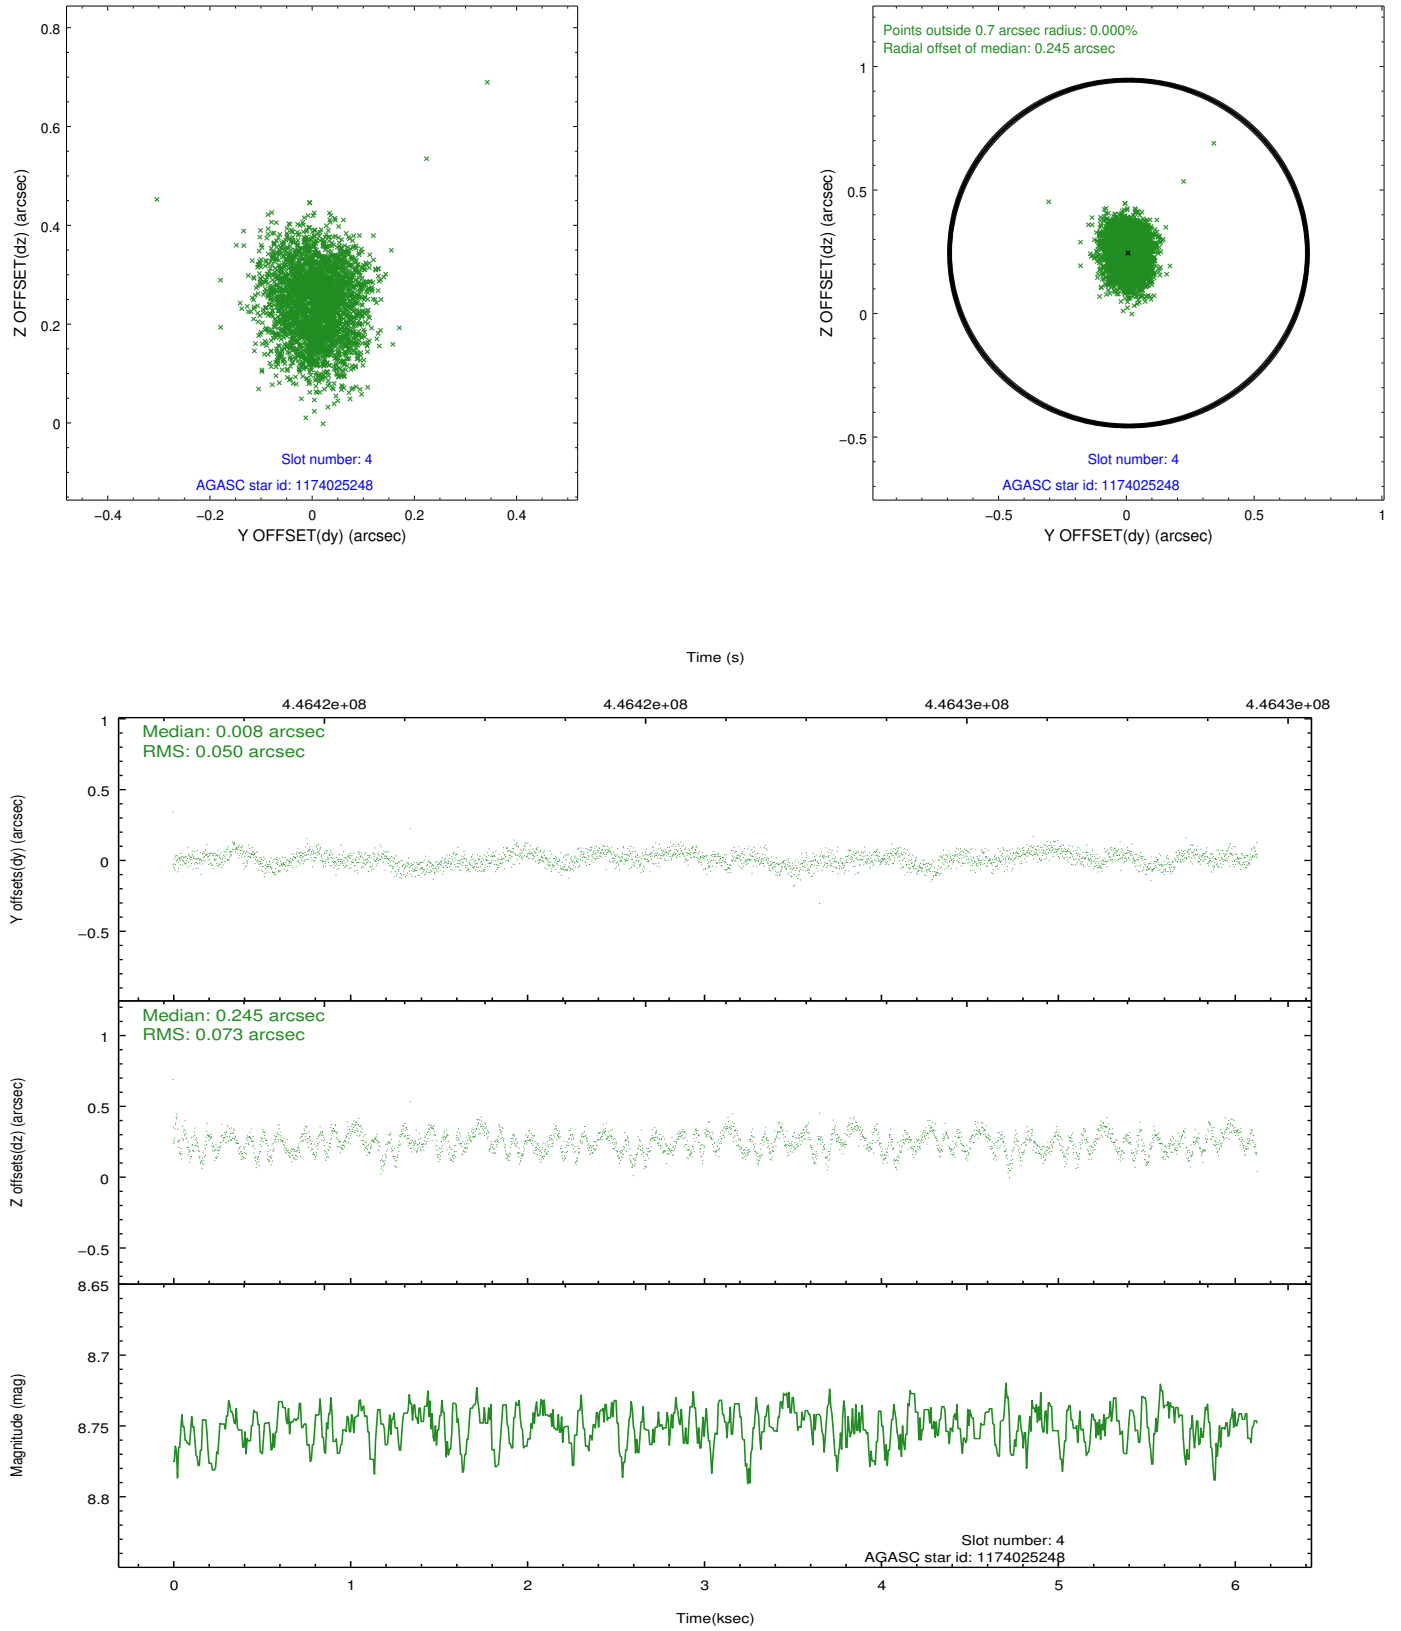 0.8
0.6
0.4
0.2
0
Z OFFSET(dz) (arcsec)
Slot number: 4
AGASC star id: 1174025248
−0.4 −0.2 0 0.2 0.4
Y OFFSET(dy) (arcsec)
Points outside 0.7 arcsec radius: 0.000%
Radial offset of median: 0.245 arcsec
1
0.5
0
−0.5
Z OFFSET(dz) (arcsec)
Slot number: 4
AGASC star id: 1174025248
−0.5 0 0.5 1
Y OFFSET(dy) (arcsec)
Time (s)
4.4642e+08 4.4642e+08 4.4643e+08 4.4643e+08
Median: 0.008 arcsec
RMS: 0.050 arcsec
1
0.5
0
−0.5
Y offsets(dy) (arcsec)
Median: 0.245 arcsec
RMS: 0.073 arcsec
1
0.5
0
−0.5
Z offsets(dz) (arcsec)
8.65
8.7
8.75
8.8
Magnitude (mag)
Slot number: 4
AGASC star id: 1174025248
0 1 2 3 4 5 6
Time(ksec)